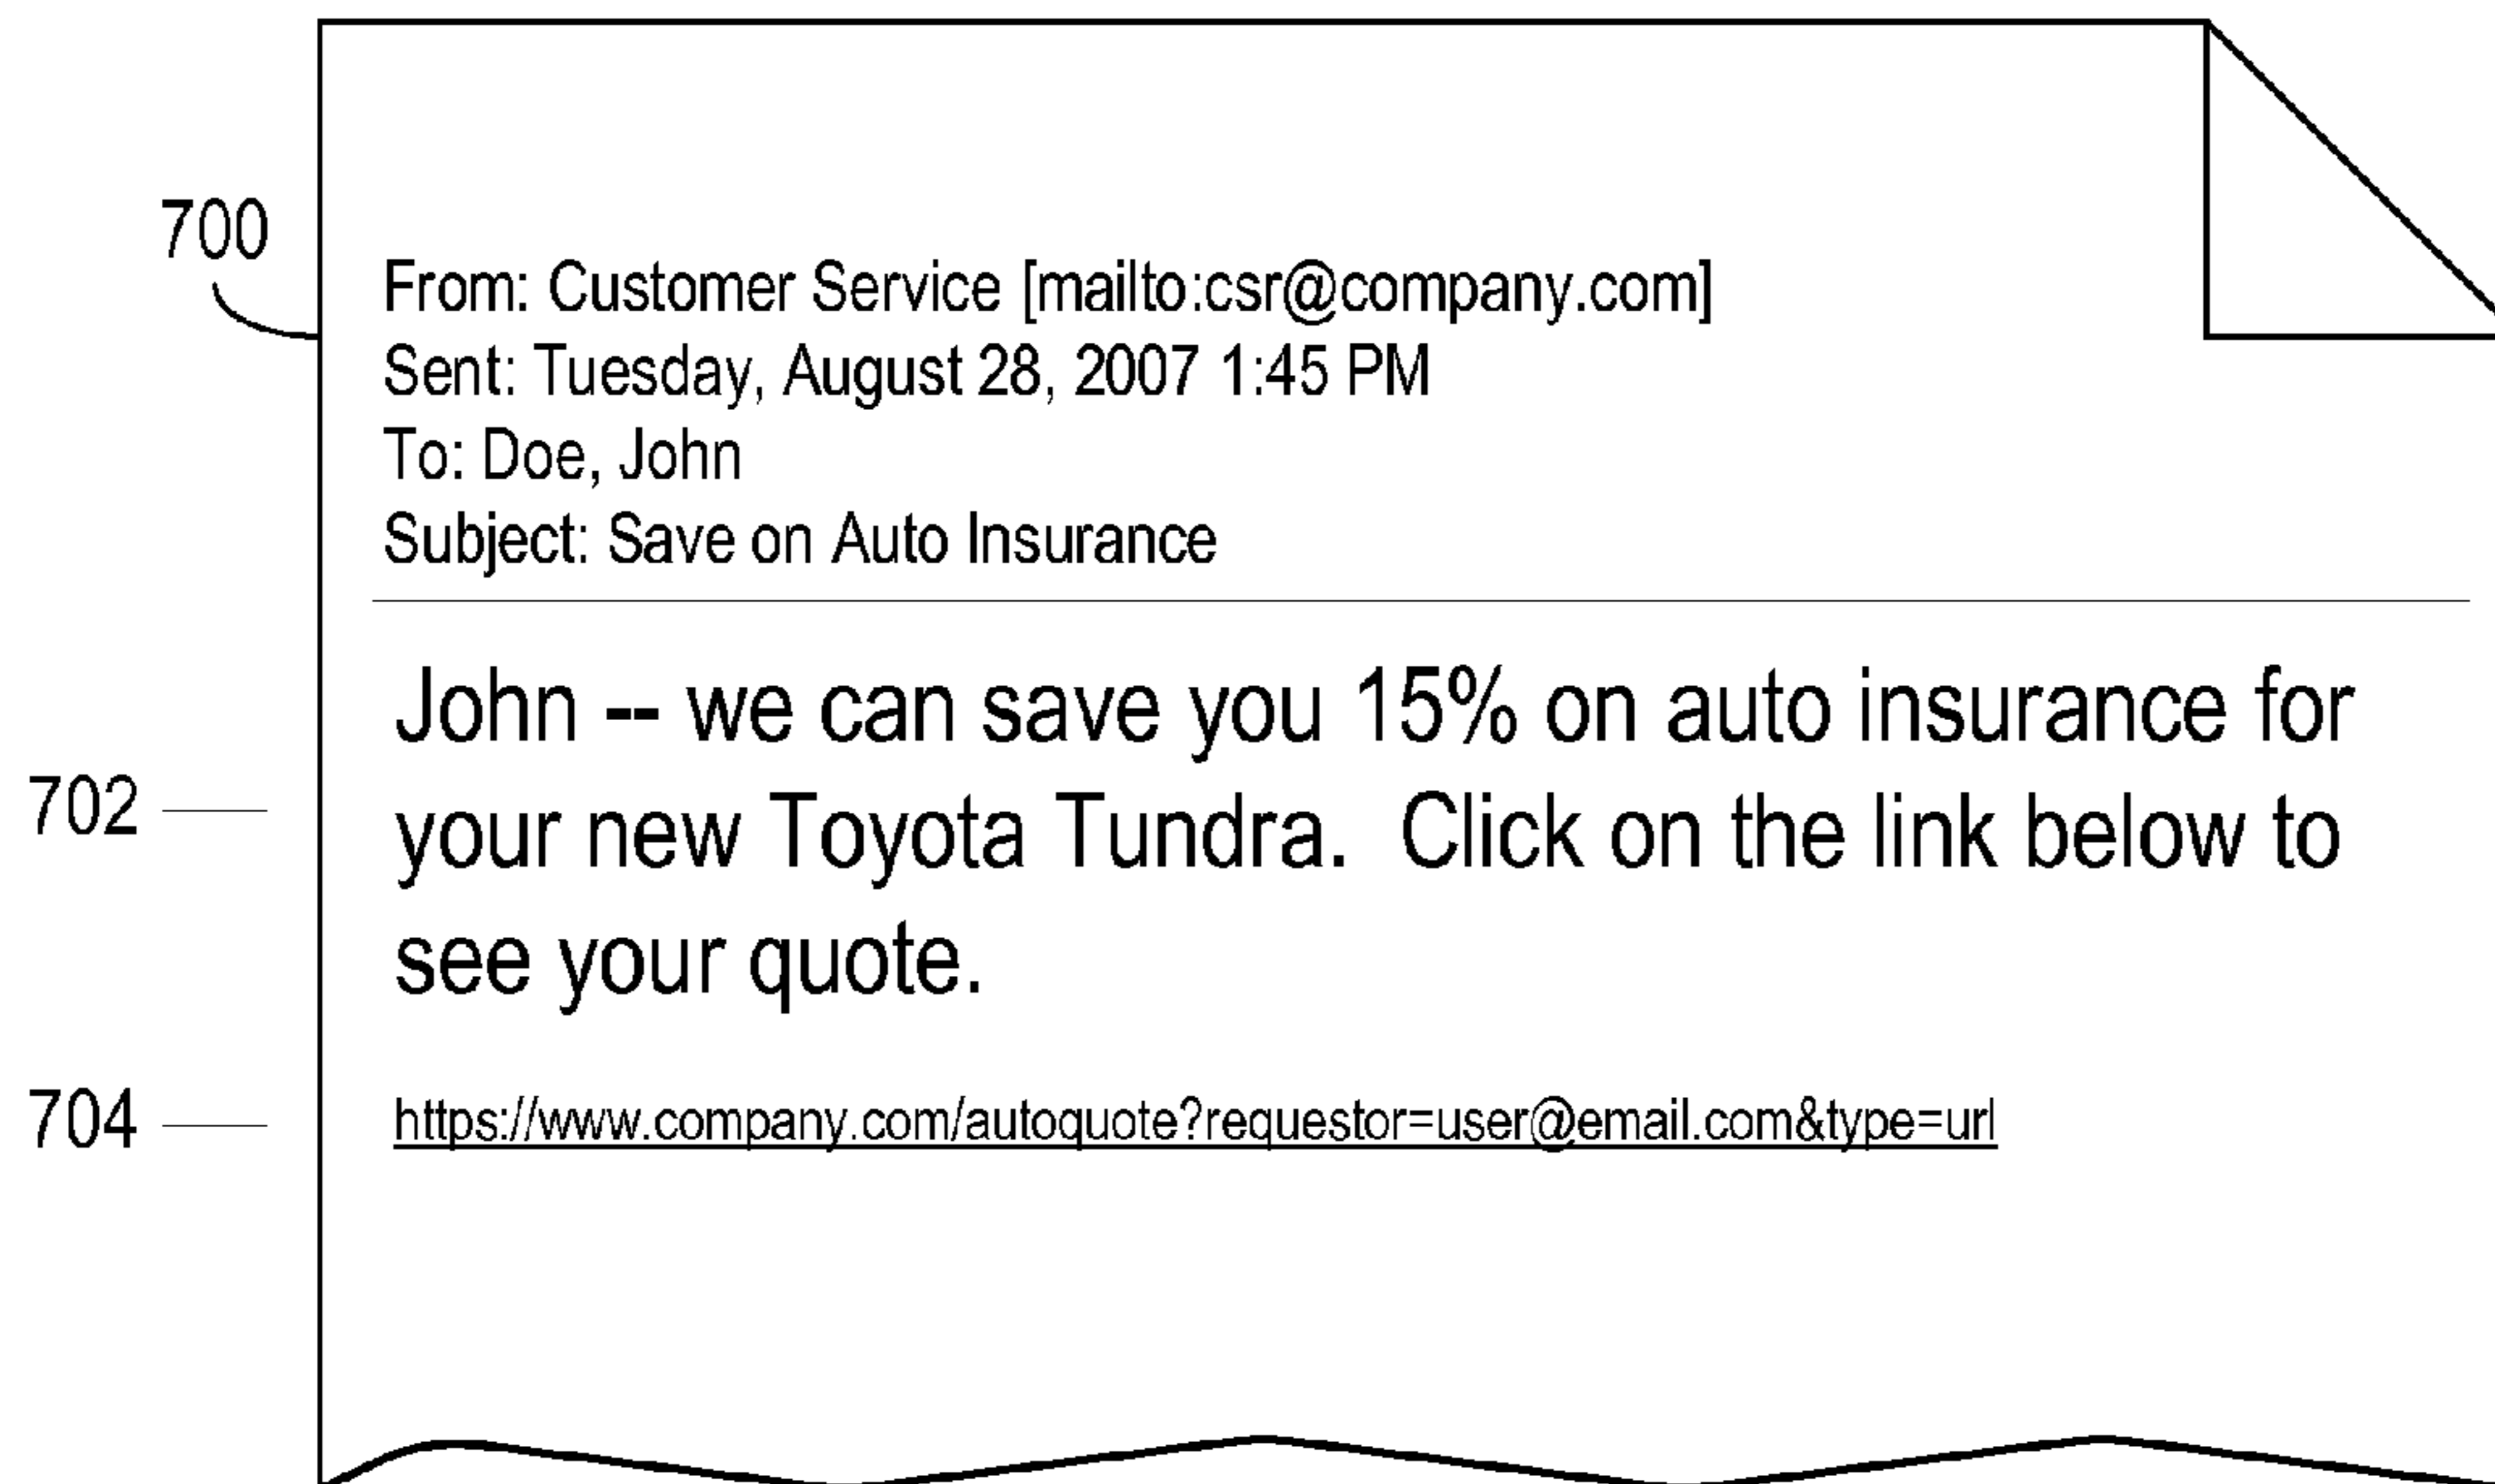 700
From: Customer Service [mailto:csr@company.com]
Sent: Tuesday, August 28, 2007 1:45 PM
To: Doe, John
Subject: Save on Auto Insurance
John -- we can save you 15% on auto insurance for
702
your new Toyota Tundra.  Click on the link below to
see your quote.
704
https://www.company.com/autoquote?requestor=user@email.com&type=url